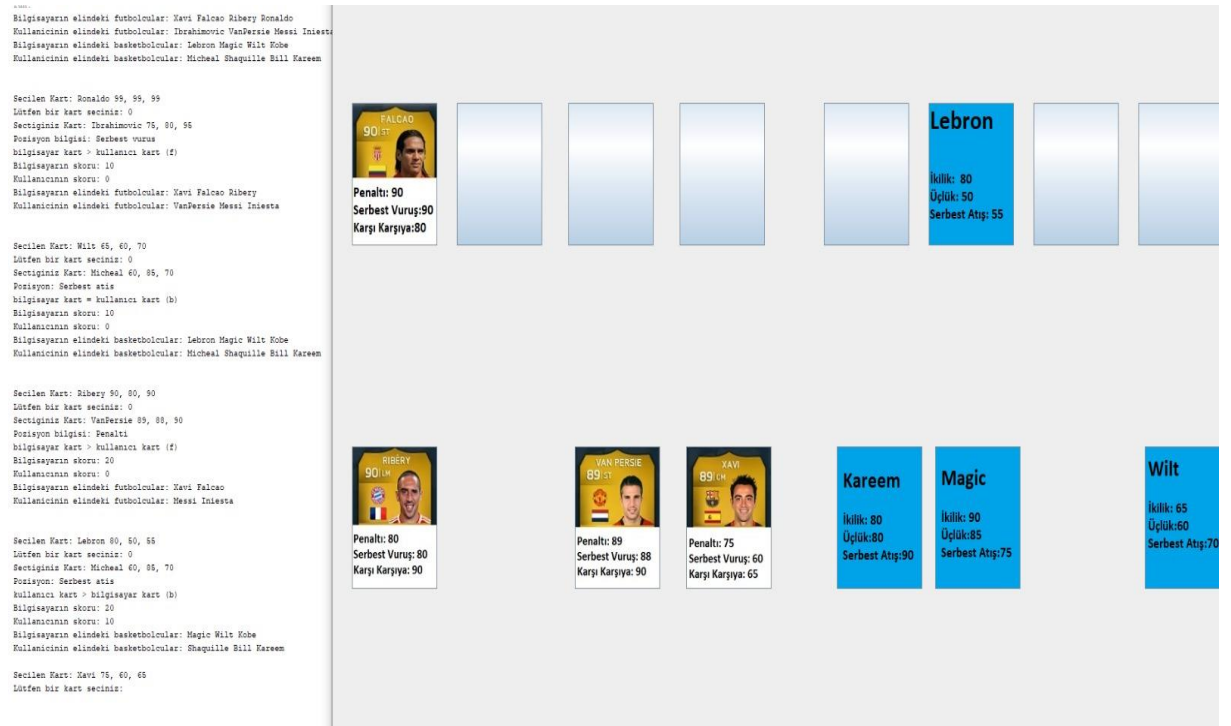 Bilgisayarın elindeki futbolcular: Xavi Falcao Ribery Ronaldo
Kullanicinin elindeki futbolcular: Ibrahimovic VanPersie Messi Iniesta
Bilgisayarın elindeki basketbolcular: Lebron Magic Wilt Kobe
Kullanicinin elindeki basketbolcular: Micheal Shaquille Bill Kareem
Secilen Kart: Ronaldo 99, 99, 99
Lütfen bir kart seciniz: 0
Sectiginiz Kart: Ibrahimovic 75, 80, 95
Pozisyon bilgisi: Serbest vurus
bilgisayar kart > kullanici kart (f)
Bilgisayarın skoru: 10
Kullanıcının skoru: 0
Bilgisayarın elindeki futbolcular: Xavi Falcao Ribery
Kullanicinin elindeki futbolcular: VanPersie Messi Iniesta
Secilen Kart: Wilt 65, 60, 70
Lütfen bir kart seciniz: 0
Sectiginiz Kart: Micheal 60, 85, 70
Pozisyon: Serbest atis
bilgisayar kart = kullanıcı kart (b)
Bilgisayarın skoru: 10
Kullanıcının skoru: 0
Bilgisayarın elindeki basketbolcular: Lebron Magic Wilt Kobe
Kullanicinin elindeki basketbolcular: Micheal Shaquille Bill Kareem
Secilen Kart: Ribery 90, 80, 90
Lütfen bir kart seciniz: 0
Sectiginiz Kart: VanPersie 89, 88, 90
Pozisyon bilgisi: Penalti
bilgisayar kart > kullanici kart (f)
Bilgisayarın skoru: 20
Kullanıcının skoru: 0
Bilgisayarın elindeki futbolcular: Xavi Falcao
Kullanicinin elindeki futbolcular: Messi Iniesta
Secilen Kart: Lebron 80, 50, 55
Lütfen bir kart seciniz: 0
Sectiginiz Kart: Micheal 60, 85, 70
Pozisyon: Serbest atis
kullanıcı kart > bilgisayar kart (b)
Bilgisayarın skoru: 20
Kullanıcının skoru: 10
Bilgisayarın elindeki basketbolcular: Magic Wilt Kobe
Kullanicinin elindeki basketbolcular: Shaquille Bill Kareem
Secilen Kart: Xavi 75, 60, 65
Lütfen bir kart seciniz:
FALCAO
90 ST
Penaltı: 90
Serbest Vuruş:90
Karşı Karşıya:80
Lebron
İkilik: 80
Üçlük: 50
Serbest Atış: 55
RIBÉRY
90 LM
Penaltı: 80
Serbest Vuruş: 80
Karşı Karşıya: 90
VAN PERSIE
89 ST
Penaltı: 89
Serbest Vuruş: 88
Karşı Karşıya: 90
XAVI
89 CM
Penaltı: 75
Serbest Vuruş: 60
Karşı Karşıya: 65
Kareem
İkilik: 80
Üçlük:80
Serbest Atış:90
Magic
İkilik: 90
Üçlük:85
Serbest Atış:75
Wilt
İkilik: 65
Üçlük:60
Serbest Atış:70